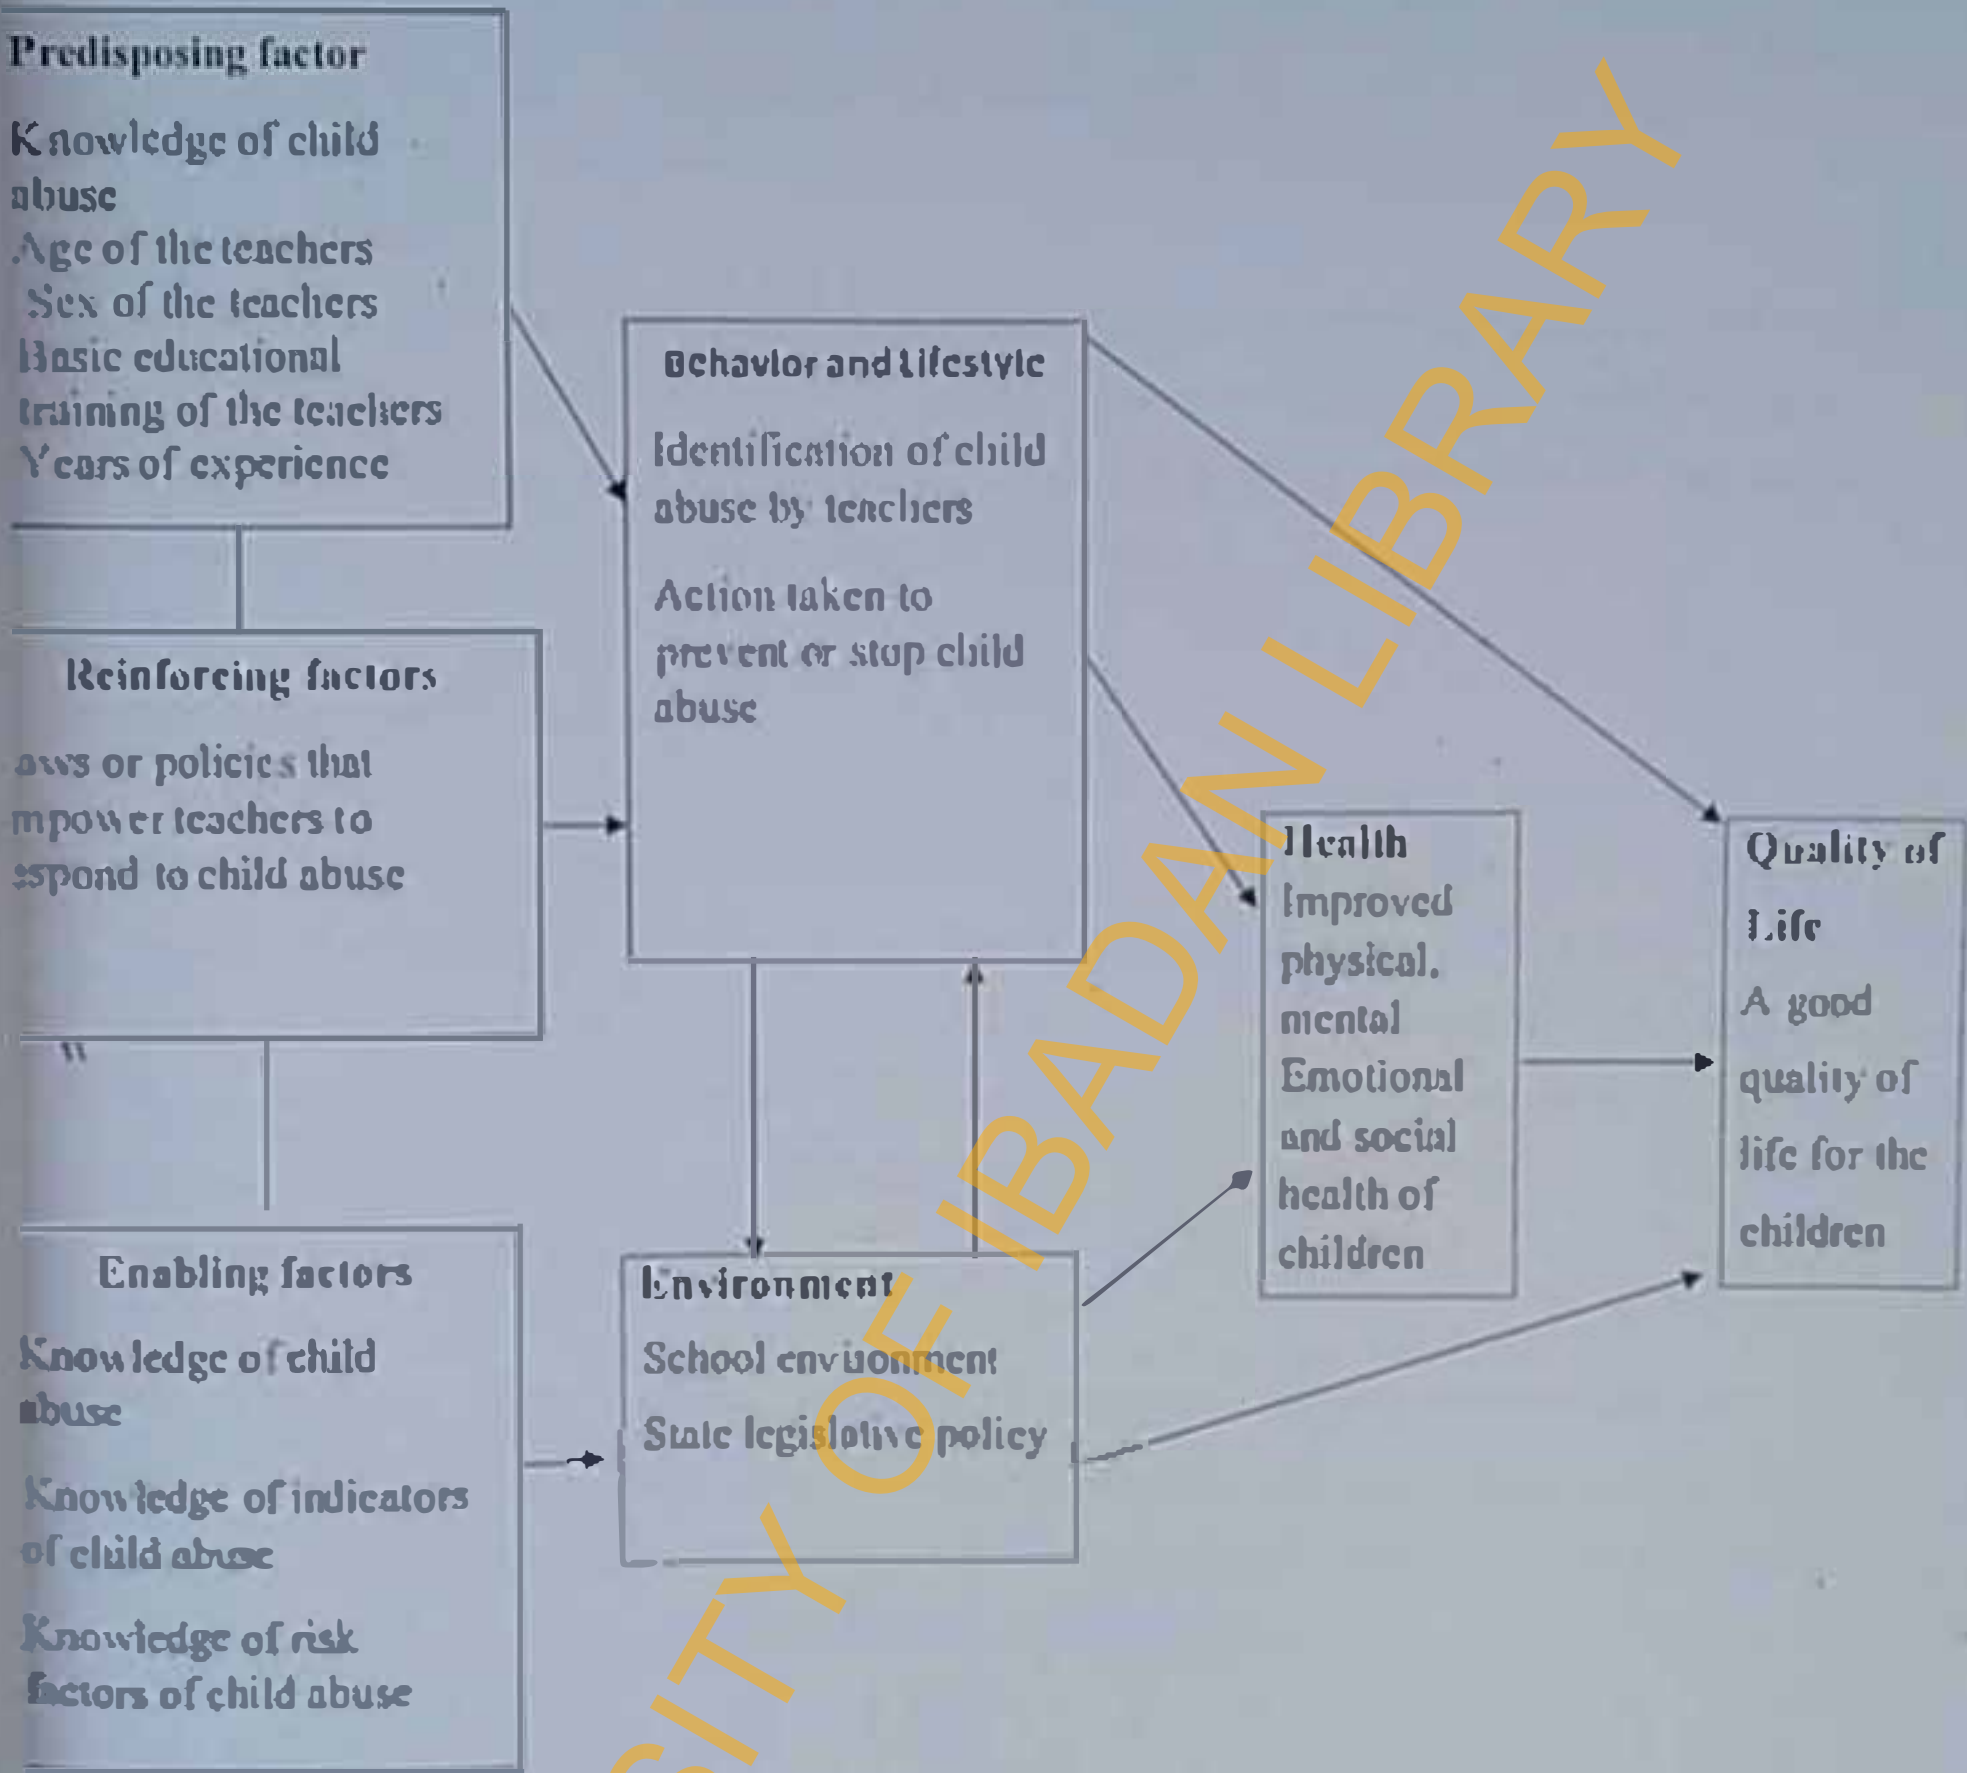 Predisposing factor
Knowledge of child
abuse
Age of the teachers
Sex of the teachers
Basic educational
training of the teachers
Years of experience
Reinforcing factors
aws or policies that
mpower teachers to
espond to child abuse
Enabling factors
Knowledge of child
abuse
Knowledge of indicators
of child abuse
Knowledge of risk
factors of child abuse
Behavior and Lifestyle
Identification of child
abuse by teachers
Action taken to
prevent or stop child
abuse
Environment
School environment
State legislative policy
Health
Improved
physical,
mental
Emotional
and social
health of
children
Quality of
Life
A good
quality of
life for the
children
SITY OF IBADAN LIBRARY